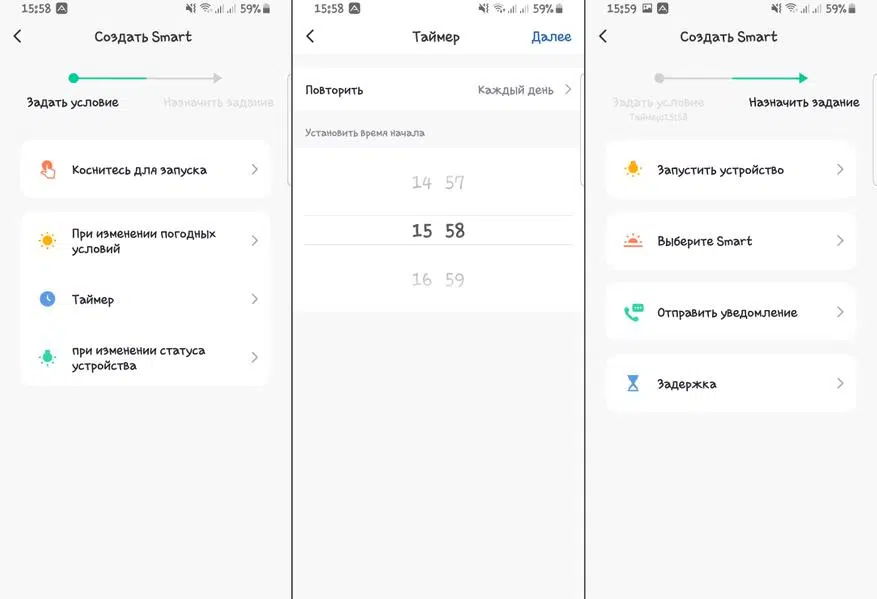 15:58
59%
Создать Smart
Задать условие
Назначить задание
Коснитесь для запуска
При изменении погодных
условий
Таймер
при изменении статуса
устройства
15:58
59%
Таймер
Далее
Повторить
Каждый день
Установить время начала
14 57
15 58
16 59
15:59
59%
Создать Smart
Задать условие
Таймер:15:58
Назначить задание
Запустить устройство
Выберите Smart
Отправить уведомление
Задержка